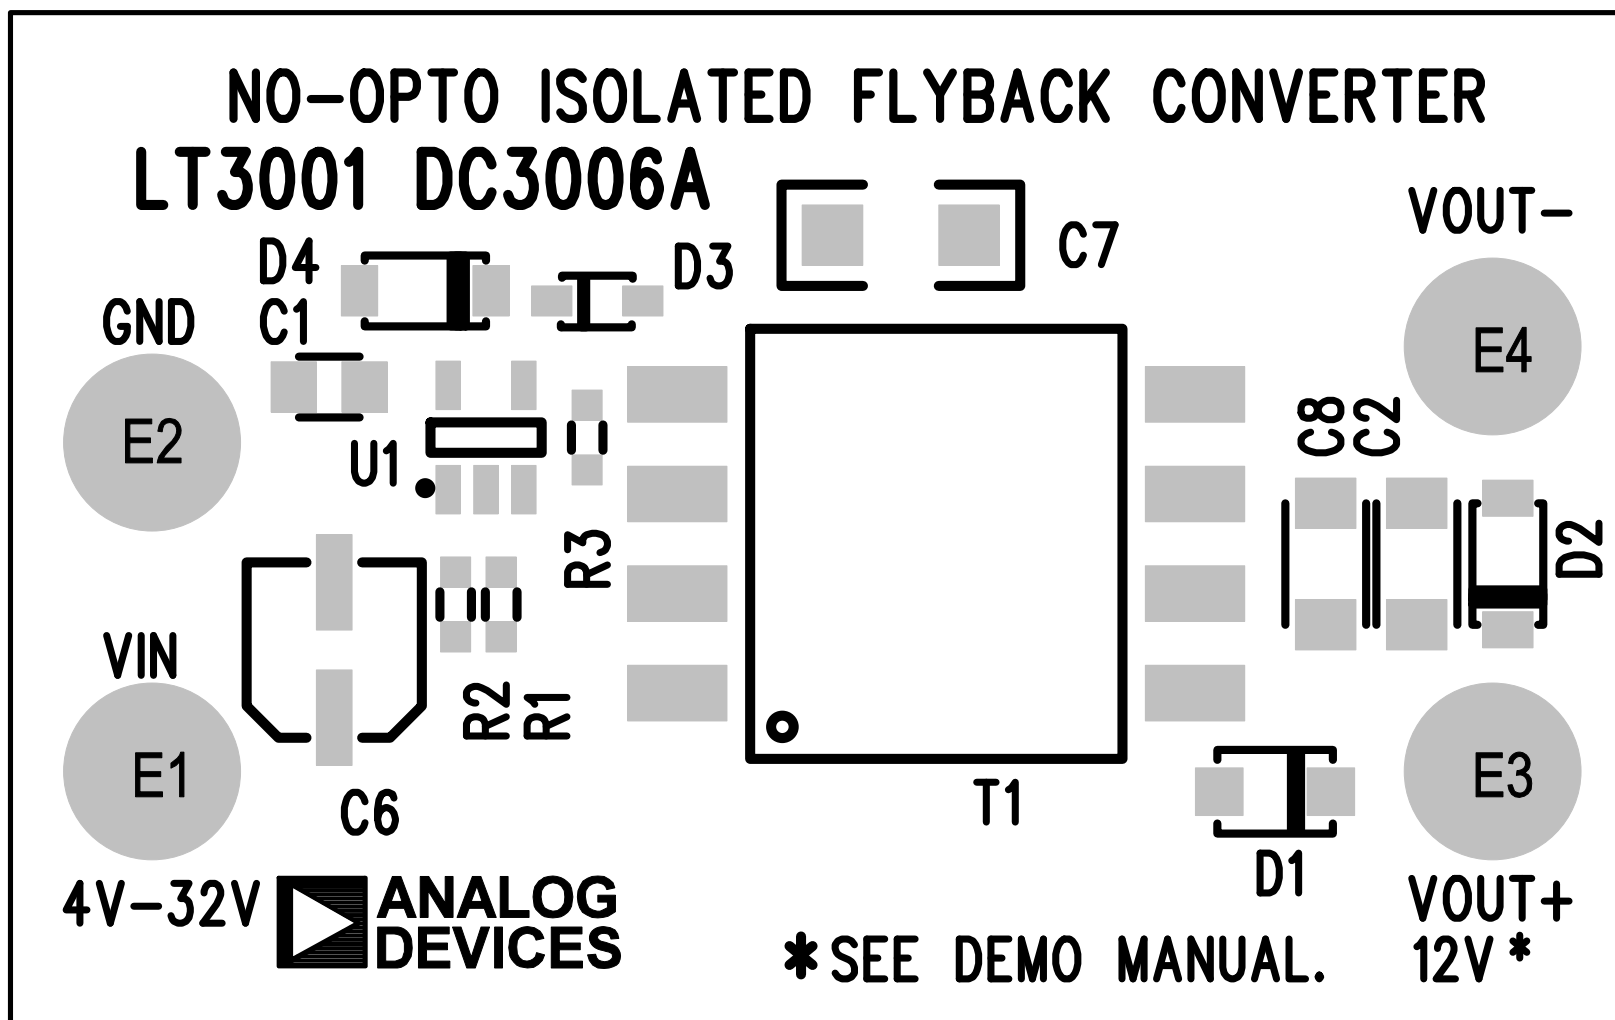 NO-OPTO ISOLATED FLYBACK CONVERTER
LT3001 DC3006A
VOUT-
D4
D3
C7
C1
GND
E4
E2
C8
C2
U1
R3
D2
VIN
R2
R1
E1
E3
T1
C6
D1
4V-32V
ANALOG
DEVICES
VOUT+
*SEE DEMO MANUAL.
12V*